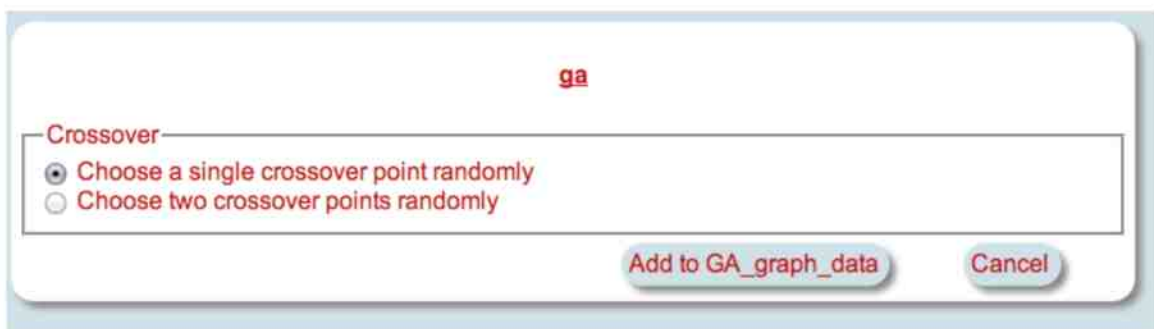 ga
Crossover
Choose a single crossover point randomly
Choose two crossover points randomly
Add to GA_graph_data Cancel